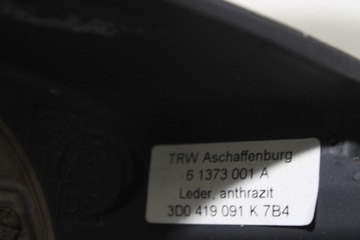 TRW Aschaffenburg
6 1373 001 A
Leder, anthrazit
3D0 419 091 K 7B4